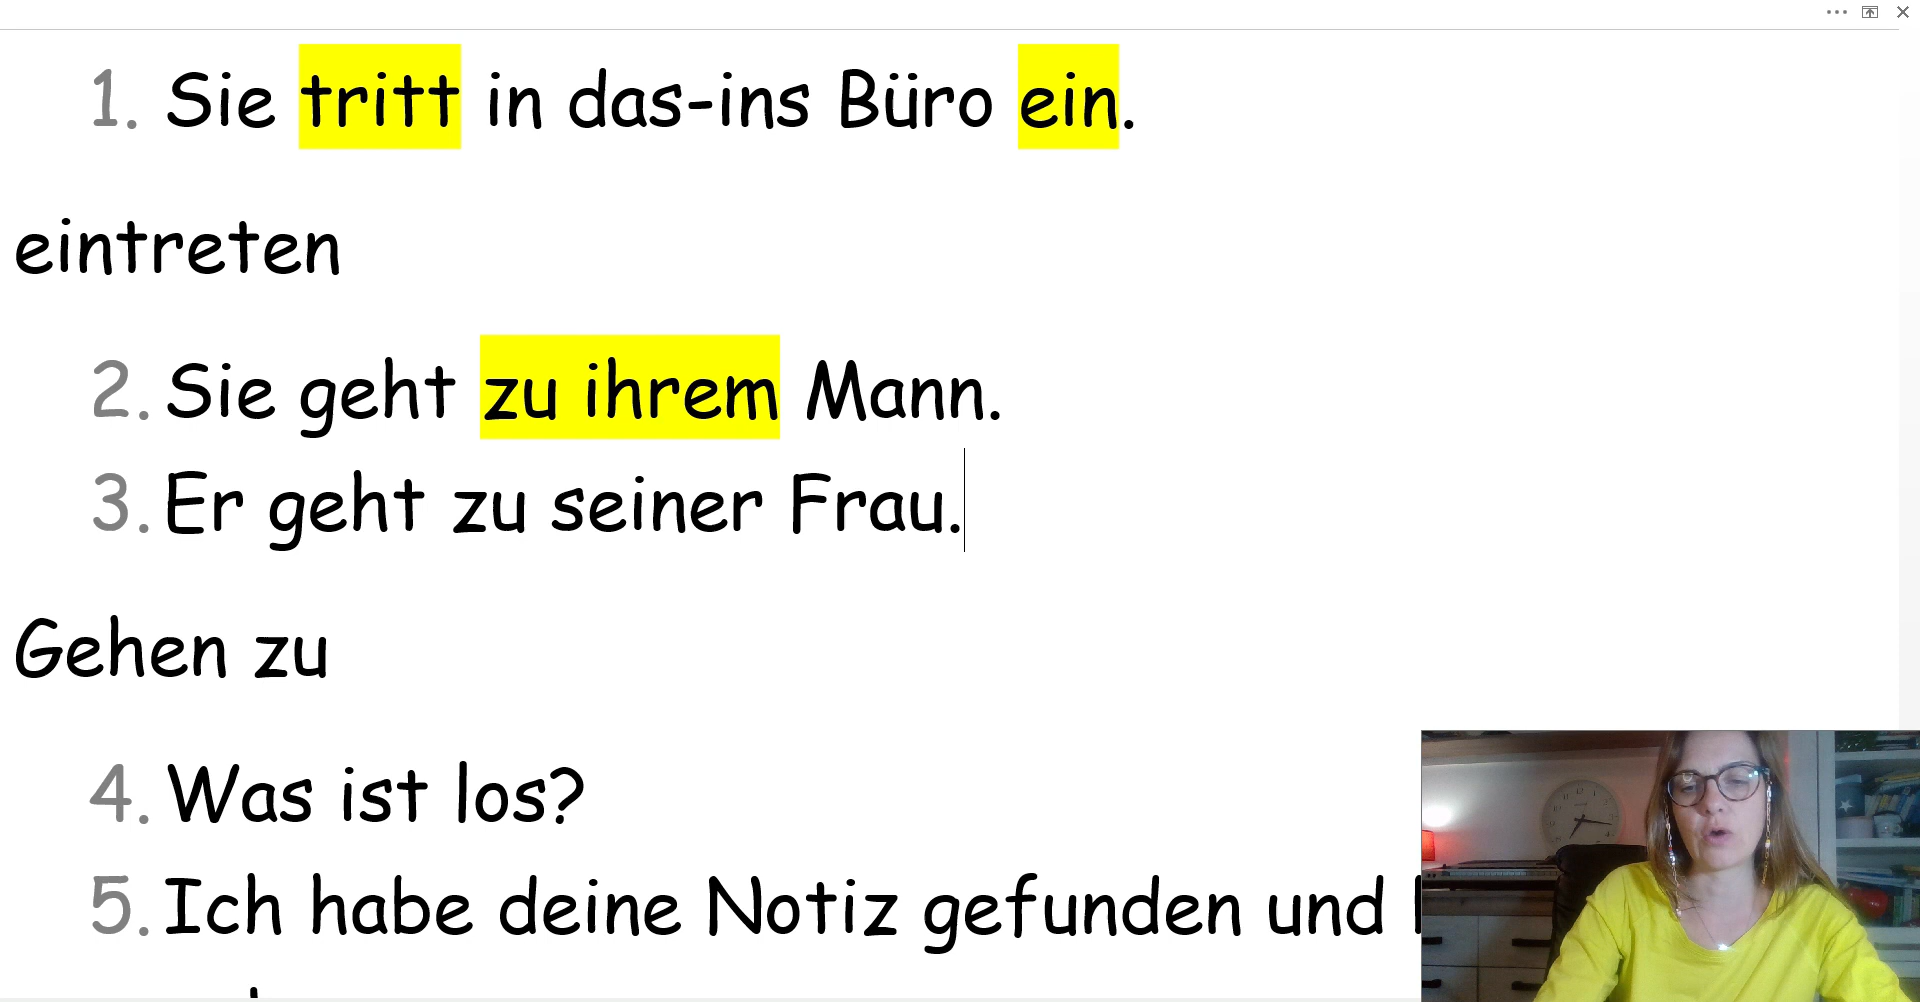 1. Sie tritt in das-ins Büro ein.
eintreten
2. Sie geht zu ihrem Mann.
3. Er geht zu seiner Frau.
Gehen zu
4. Was ist los?
5. Ich habe deine Notiz gefunden und